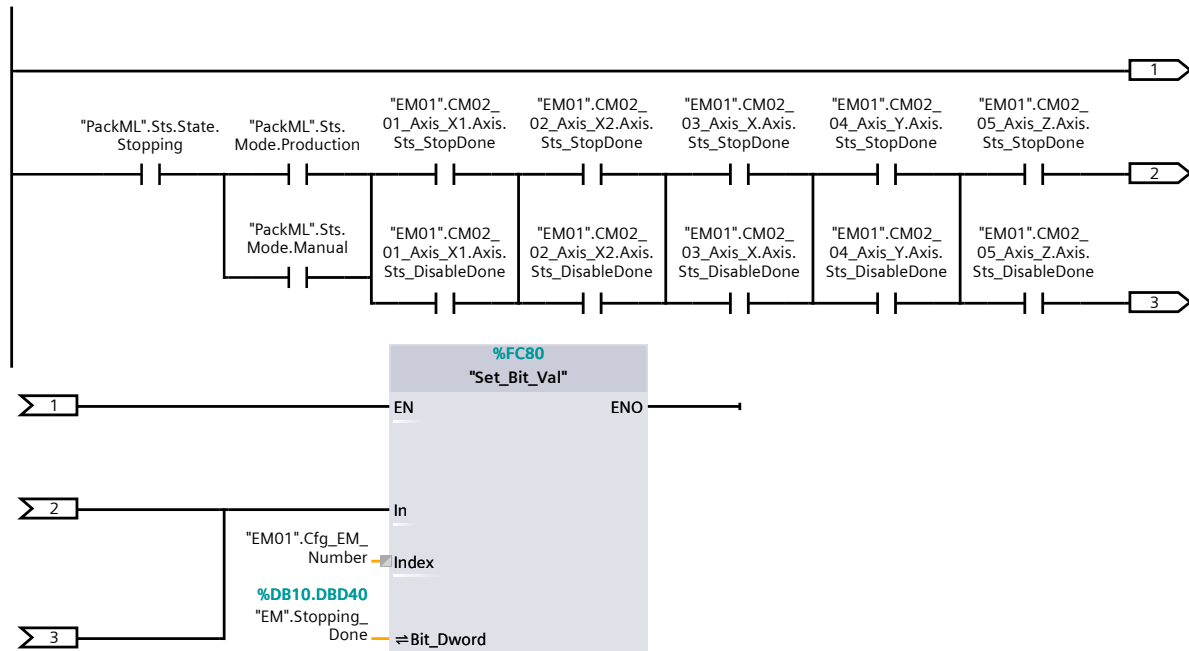 1
"PackML".Sts.State.
Stopping
"PackML".Sts.
Mode.Production
"EM01".CM02_
01_Axis_X1.Axis.
Sts_StopDone
"EM01".CM02_
02_Axis_X2.Axis.
Sts_StopDone
"EM01".CM02_
03_Axis_X.Axis.
Sts_StopDone
"EM01".CM02_
04_Axis_Y.Axis.
Sts_StopDone
"EM01".CM02_
05_Axis_Z.Axis.
Sts_StopDone
2
"PackML".Sts.
Mode.Manual
"EM01".CM02_
01_Axis_X1.Axis.
Sts_DisableDone
"EM01".CM02_
02_Axis_X2.Axis.
Sts_DisableDone
"EM01".CM02_
03_Axis_X.Axis.
Sts_DisableDone
"EM01".CM02_
04_Axis_Y.Axis.
Sts_DisableDone
"EM01".CM02_
05_Axis_Z.Axis.
Sts_DisableDone
3
%FC80
"Set_Bit_Val"
1
EN
ENO
2
In
"EM01".Cfg_EM_
Number
Index
%DB10.DBD40
"EM".Stopping_
Done
⇌Bit_Dword
3